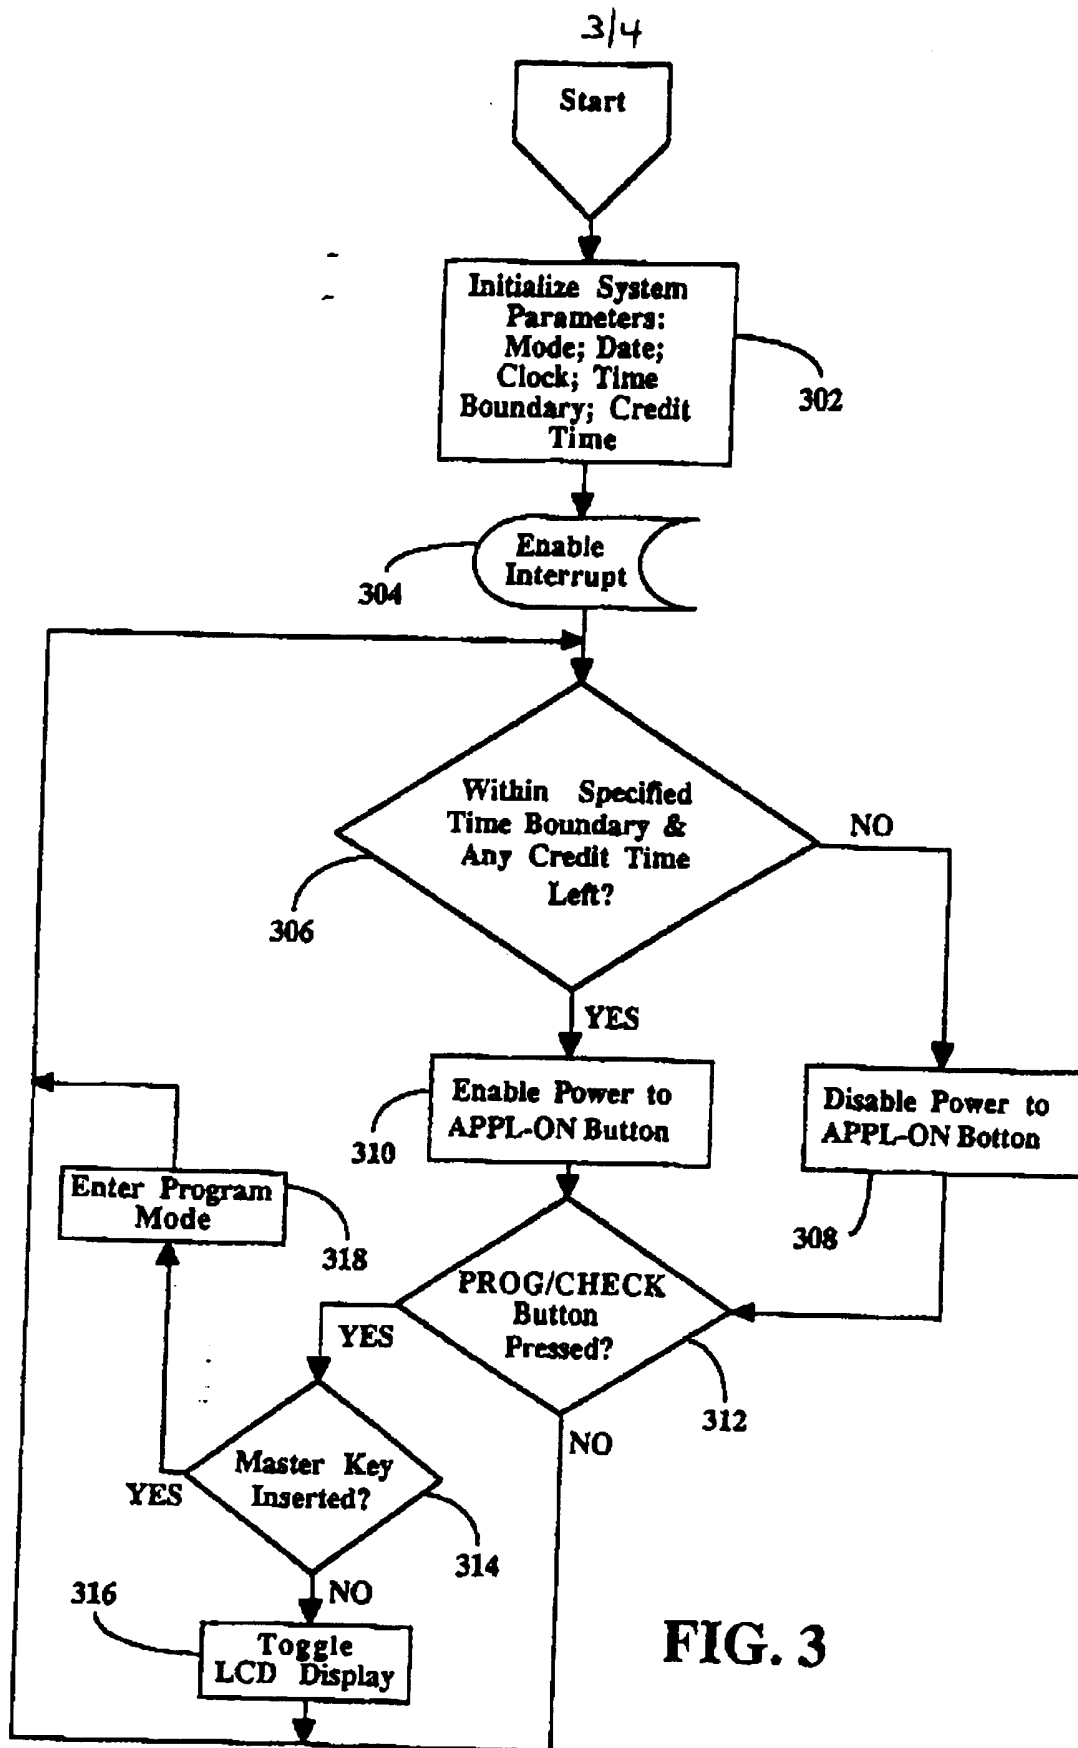 3/4
Start
Initialize System
Parameters:
Mode; Date;
Clock; Time
Boundary; Credit
Time
302
Enable
Interrupt
304
Within Specified
Time Boundary &
Any Credit Time
Left?
NO
306
YES
Enable Power to
APPL-ON Button
310
Disable Power to
APPL-ON Botton
308
Enter Program
Mode
318
PROG/CHECK
Button
Pressed?
YES
312
NO
Master Key
Inserted?
YES
314
NO
316
Toggle
LCD Display
FIG. 3